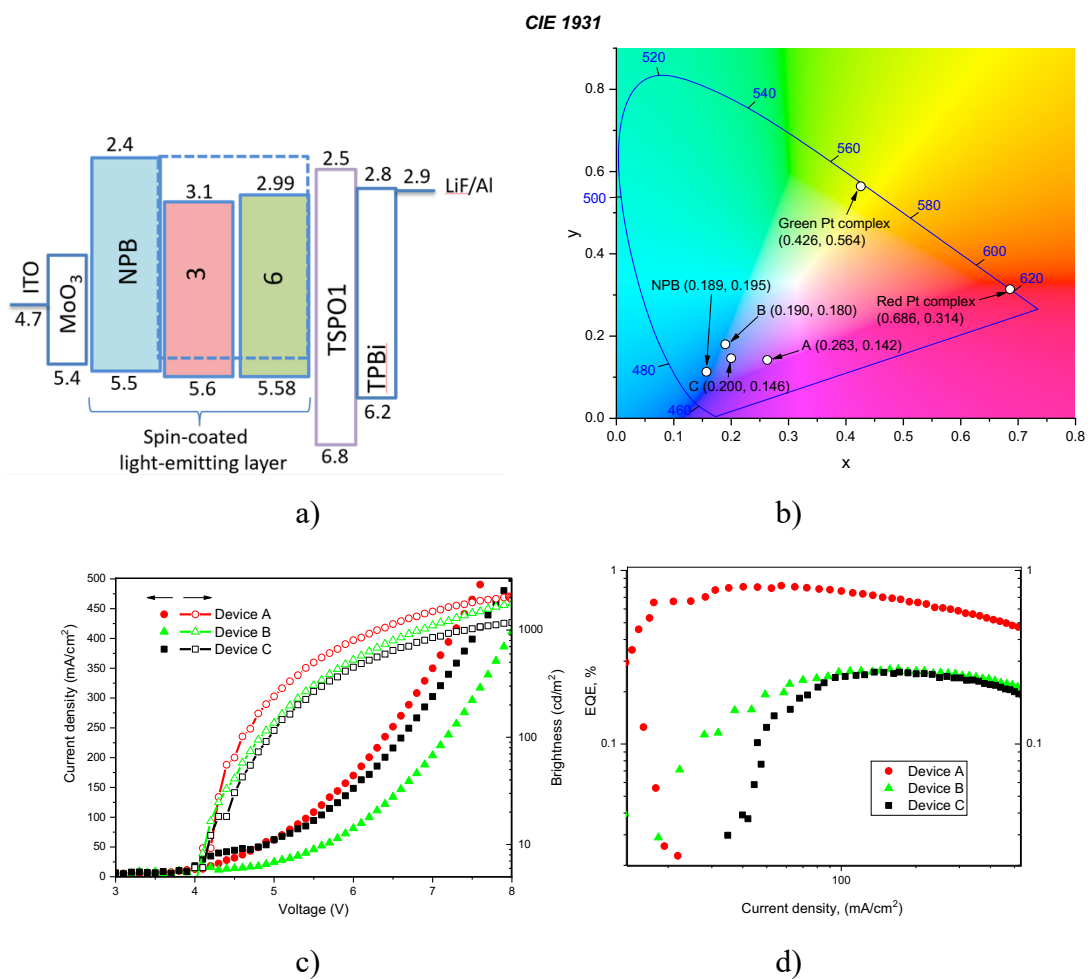 CIE 1931
2.4
3.1
2.99
2.5
2.8
2.9
LiF/Al
ITO
4.7
MoO3
5.4
NPB
5.5
3
5.6
6
5.58
TSPO1
6.8
TPBi
6.2
Spin-coated
light-emitting layer
a)
0.8
0.6
0.4
0.2
0.0
y
0.0
0.1
0.2
0.3
0.4
0.5
0.6
0.7
0.8
x
520
540
560
500
580
600
620
480
460
Green Pt complex
(0.426, 0.564)
Red Pt complex
(0.686, 0.314)
NPB (0.189, 0.195)
B (0.190, 0.180)
A (0.263, 0.142)
C (0.200, 0.146)
b)
500
450
400
350
300
250
200
150
100
50
0
Current density (mA/cm²)
Device A
Device B
Device C
1000
100
10
Brightness (cd/m²)
3
4
5
6
7
8
Voltage (V)
c)
1
0.1
EQE, %
1
0.1
Device A
Device B
Device C
100
Current density, (mA/cm²)
d)